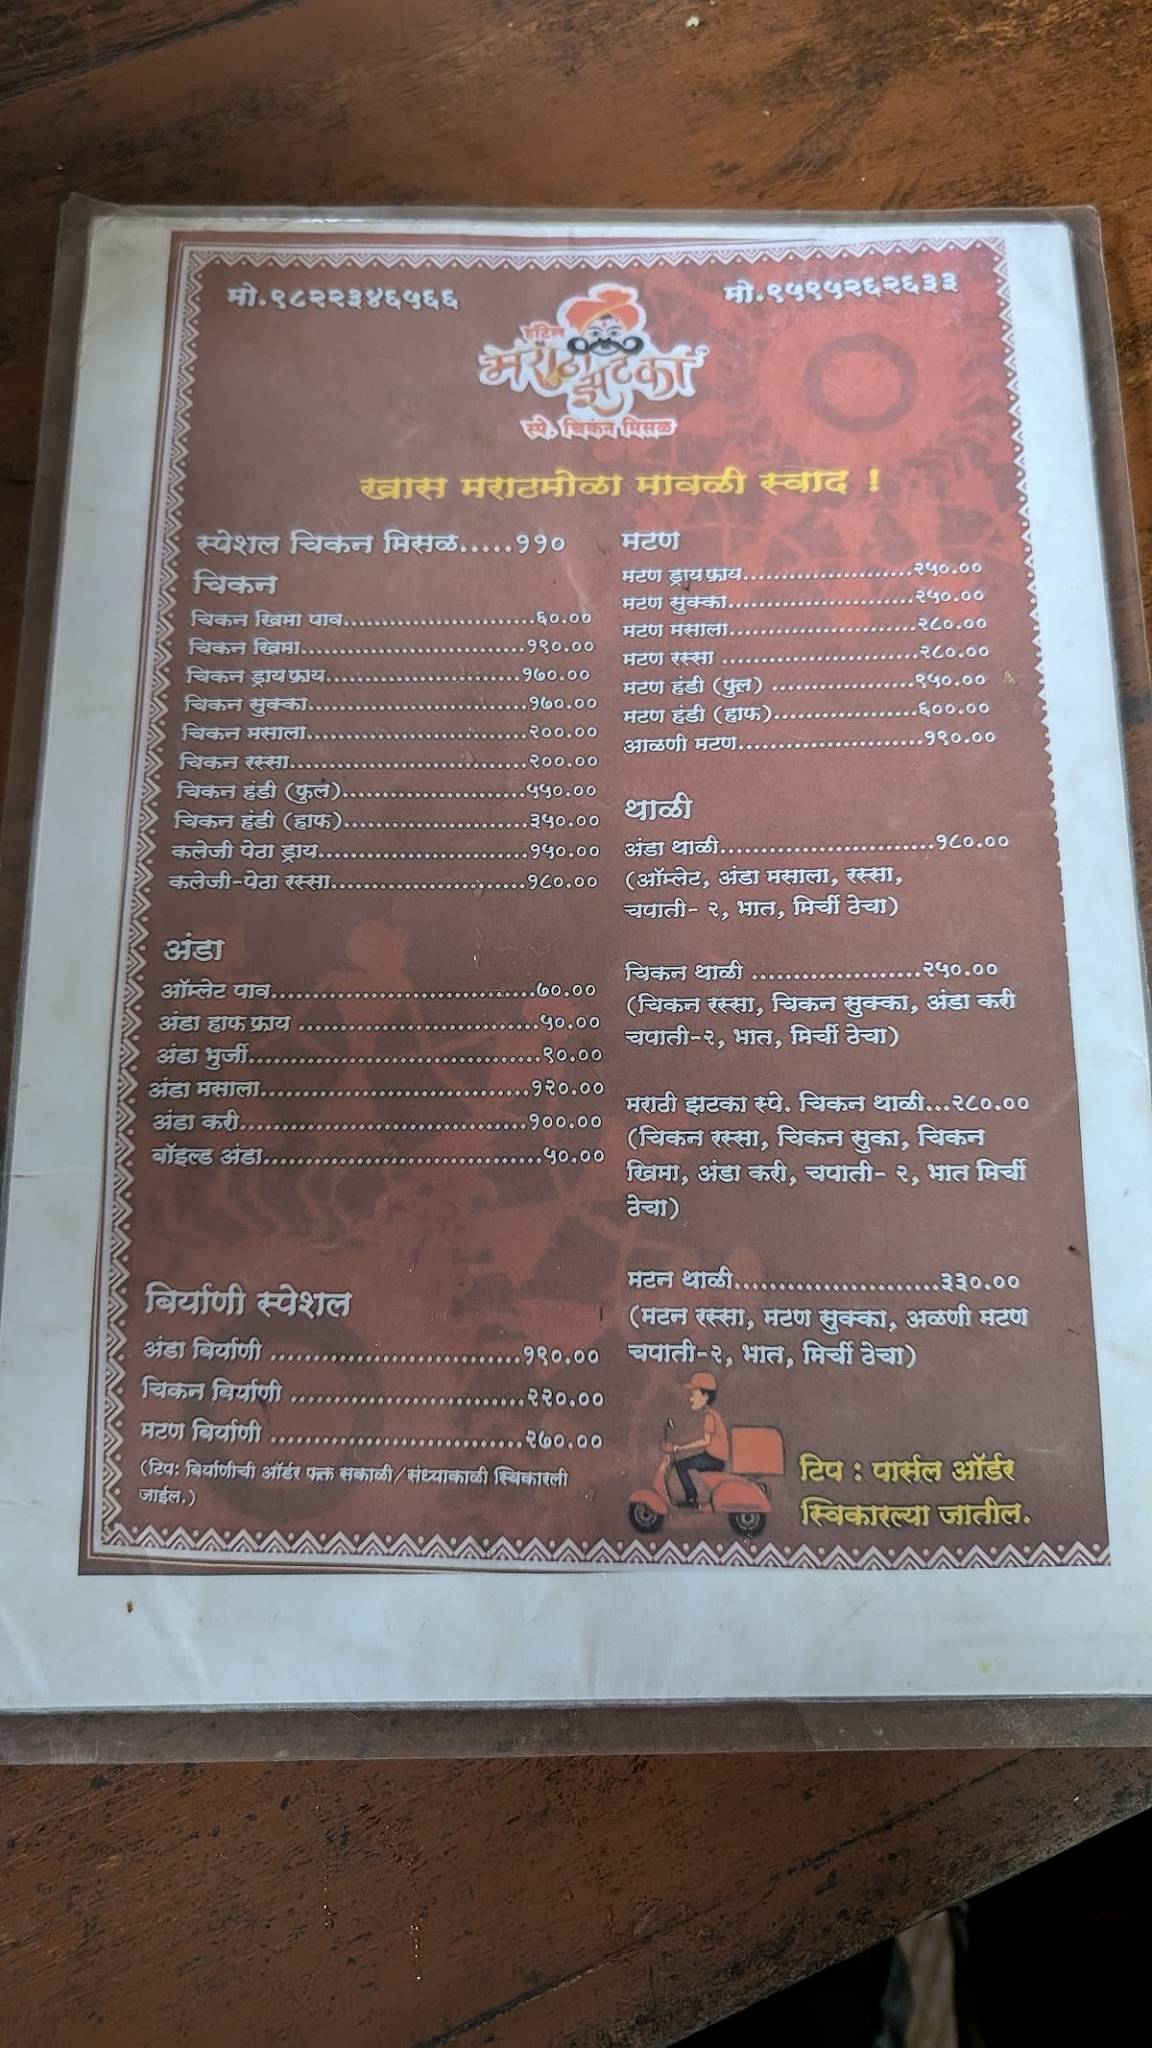 मो.९८२२३४६५६६
मो.९५९५२६२६३३
हॉटेल
मराठा झटका
स्पे. चिकन मिसळ
खास मराठमोळा मावळी स्वाद !
स्पेशल चिकन मिसळ.....११०
चिकन
चिकन खिमा पाव..........................६०.००
चिकन खिमा..............................१९०.००
चिकन ड्रायफ्राय..........................१७०.००
चिकन सुक्का.............................१७०.००
चिकन मसाला.............................२००.००
चिकन रस्सा..............................२००.००
चिकन हंडी (फुल)........................५५०.००
चिकन हंडी (हाफ)........................३५०.००
कलेजी पेठा ड्राय..........................१५०.००
कलेजी-पेठा रस्सा.........................१८०.००
अंडा
ऑम्लेट पाव.................................७०.००
अंडा हाफ फ्राय ..............................५०.००
अंडा भुर्जी....................................९०.००
अंडा मसाला.................................१२०.००
अंडा करी....................................१००.००
बॉइल्ड अंडा..................................५०.००
बिर्याणी स्पेशल
अंडा बिर्याणी ............................१९०.००
चिकन बिर्याणी ..........................२२०.००
मटण बिर्याणी ............................२७०.००
(टिप: बिर्याणीची ऑर्डर फक्त सकाळी/संध्याकाळी स्विकारली
जाईल.)
मटण
मटण ड्रायफ्राय........................२५०.००
मटण सुक्का...........................२५०.००
मटण मसाला...........................२८०.००
मटण रस्सा ............................२८०.००
मटण हंडी (फुल) ....................९५०.००
मटण हंडी (हाफ)....................६००.००
आळणी मटण..........................१९०.००
थाळी
अंडा थाळी..............................१८०.००
(ऑम्लेट, अंडा मसाला, रस्सा,
चपाती- २, भात, मिर्ची ठेचा)
चिकन थाळी ........................२५०.००
(चिकन रस्सा, चिकन सुक्का, अंडा करी
चपाती-२, भात, मिर्ची ठेचा)
मराठी झटका स्पे. चिकन थाळी...२८०.००
(चिकन रस्सा, चिकन सुका, चिकन
खिमा, अंडा करी, चपाती- २, भात मिर्ची
ठेचा)
मटन थाळी.............................३३०.००
(मटन रस्सा, मटण सुक्का, अळणी मटण
चपाती-२, भात, मिर्ची ठेचा)
टिप : पार्सल ऑर्डर
स्विकारल्या जातील.